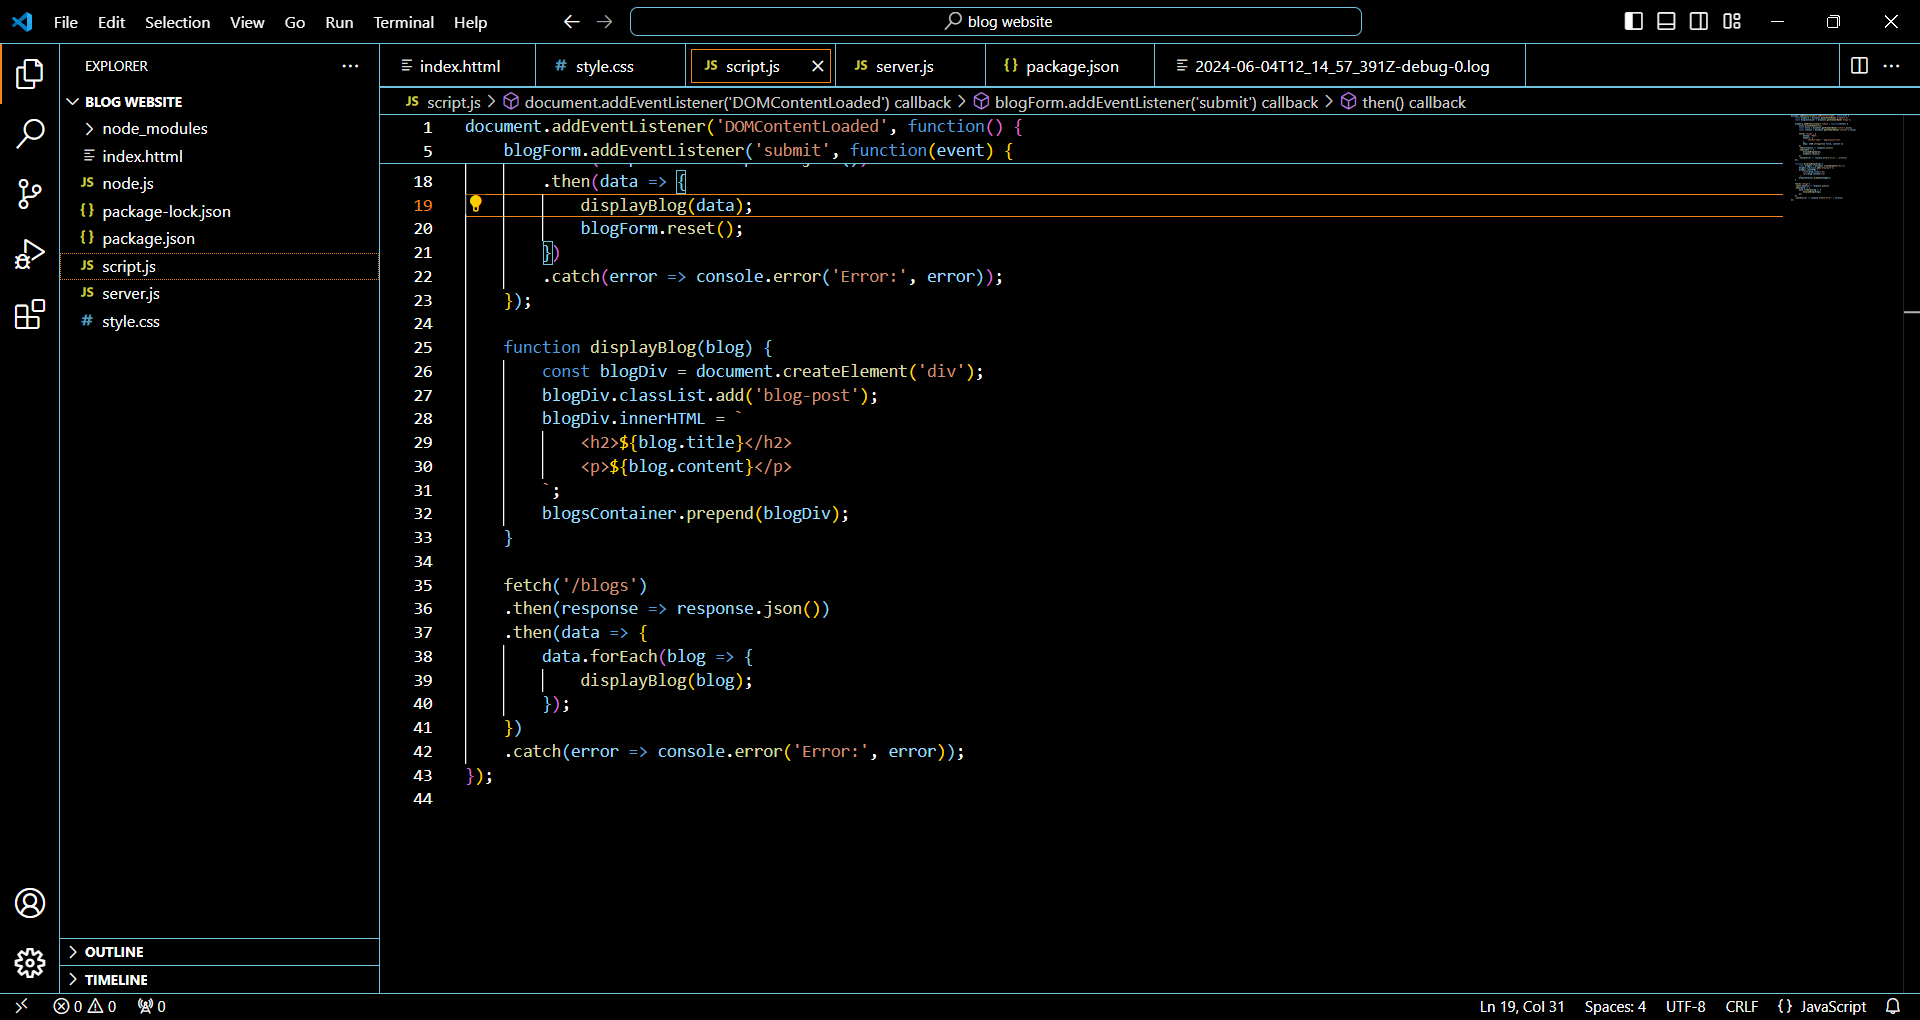 File Edit Selection View Go Run Terminal Help
blog website
EXPLORER
BLOG WEBSITE
node_modules
index.httml
JS node.js
{} package-lock.json
{} package.json
JS script.js
JS server.js
# style.css
OUTLINE
TIMELINE
index.httml
# style.css
JS script.js
JS server.js
{} package.json
2024-06-04T12_14_57_391Z-debug-0.log
JS script.js > document.addEventListener('DOMContentLoaded') callback > blogForm.addEventListener('submit') callback > then() callback
1 document.addEventListener('DOMContentLoaded', function() {
5 blogForm.addEventListener('submit', function(event) {
18 .then(data => {
19 displayBlog(data);
20 blogForm.reset();
21 })
22 .catch(error => console.error('Error:', error));
23 });
24
25 function displayBlog(blog) {
26 const blogDiv = document.createElement('div');
27 blogDiv.classList.add('blog-post');
28 blogDiv.innerHTML = `
29 <h2>${blog.title}</h2>
30 <p>${blog.content}</p>
31 `;
32 blogsContainer.prepend(blogDiv);
33 }
34
35 fetch('/blogs')
36 .then(response => response.json())
37 .then(data => {
38 data.forEach(blog => {
39 displayBlog(blog);
40 });
41 })
42 .catch(error => console.error('Error:', error));
43 });
44
0 0 0
Ln 19, Col 31 Spaces: 4 UTF-8 CRLF {} JavaScript